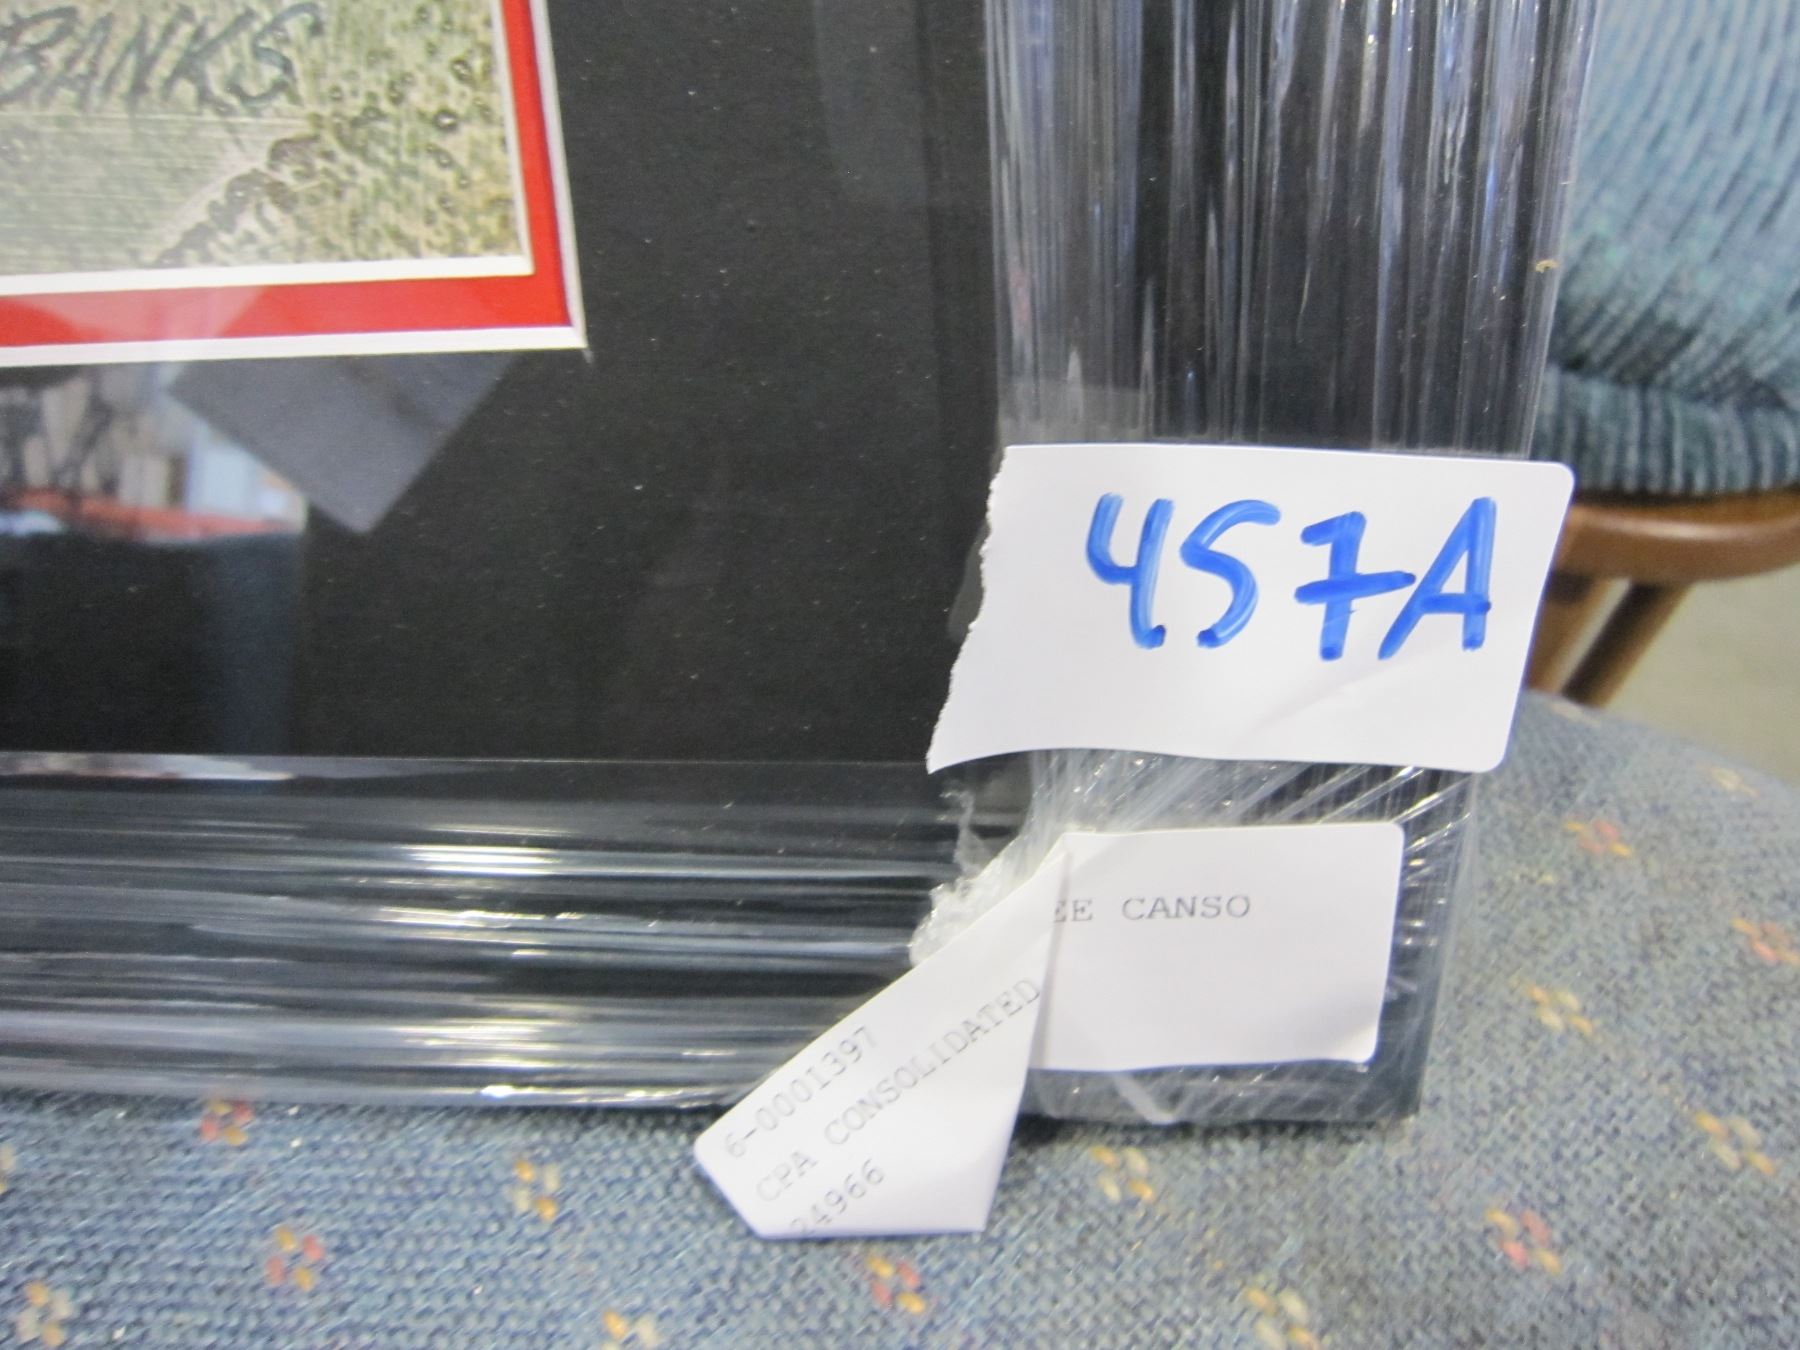 BANKS
457A
EE CANSO
6-0001397
CPA CONSOLIDATED
24966